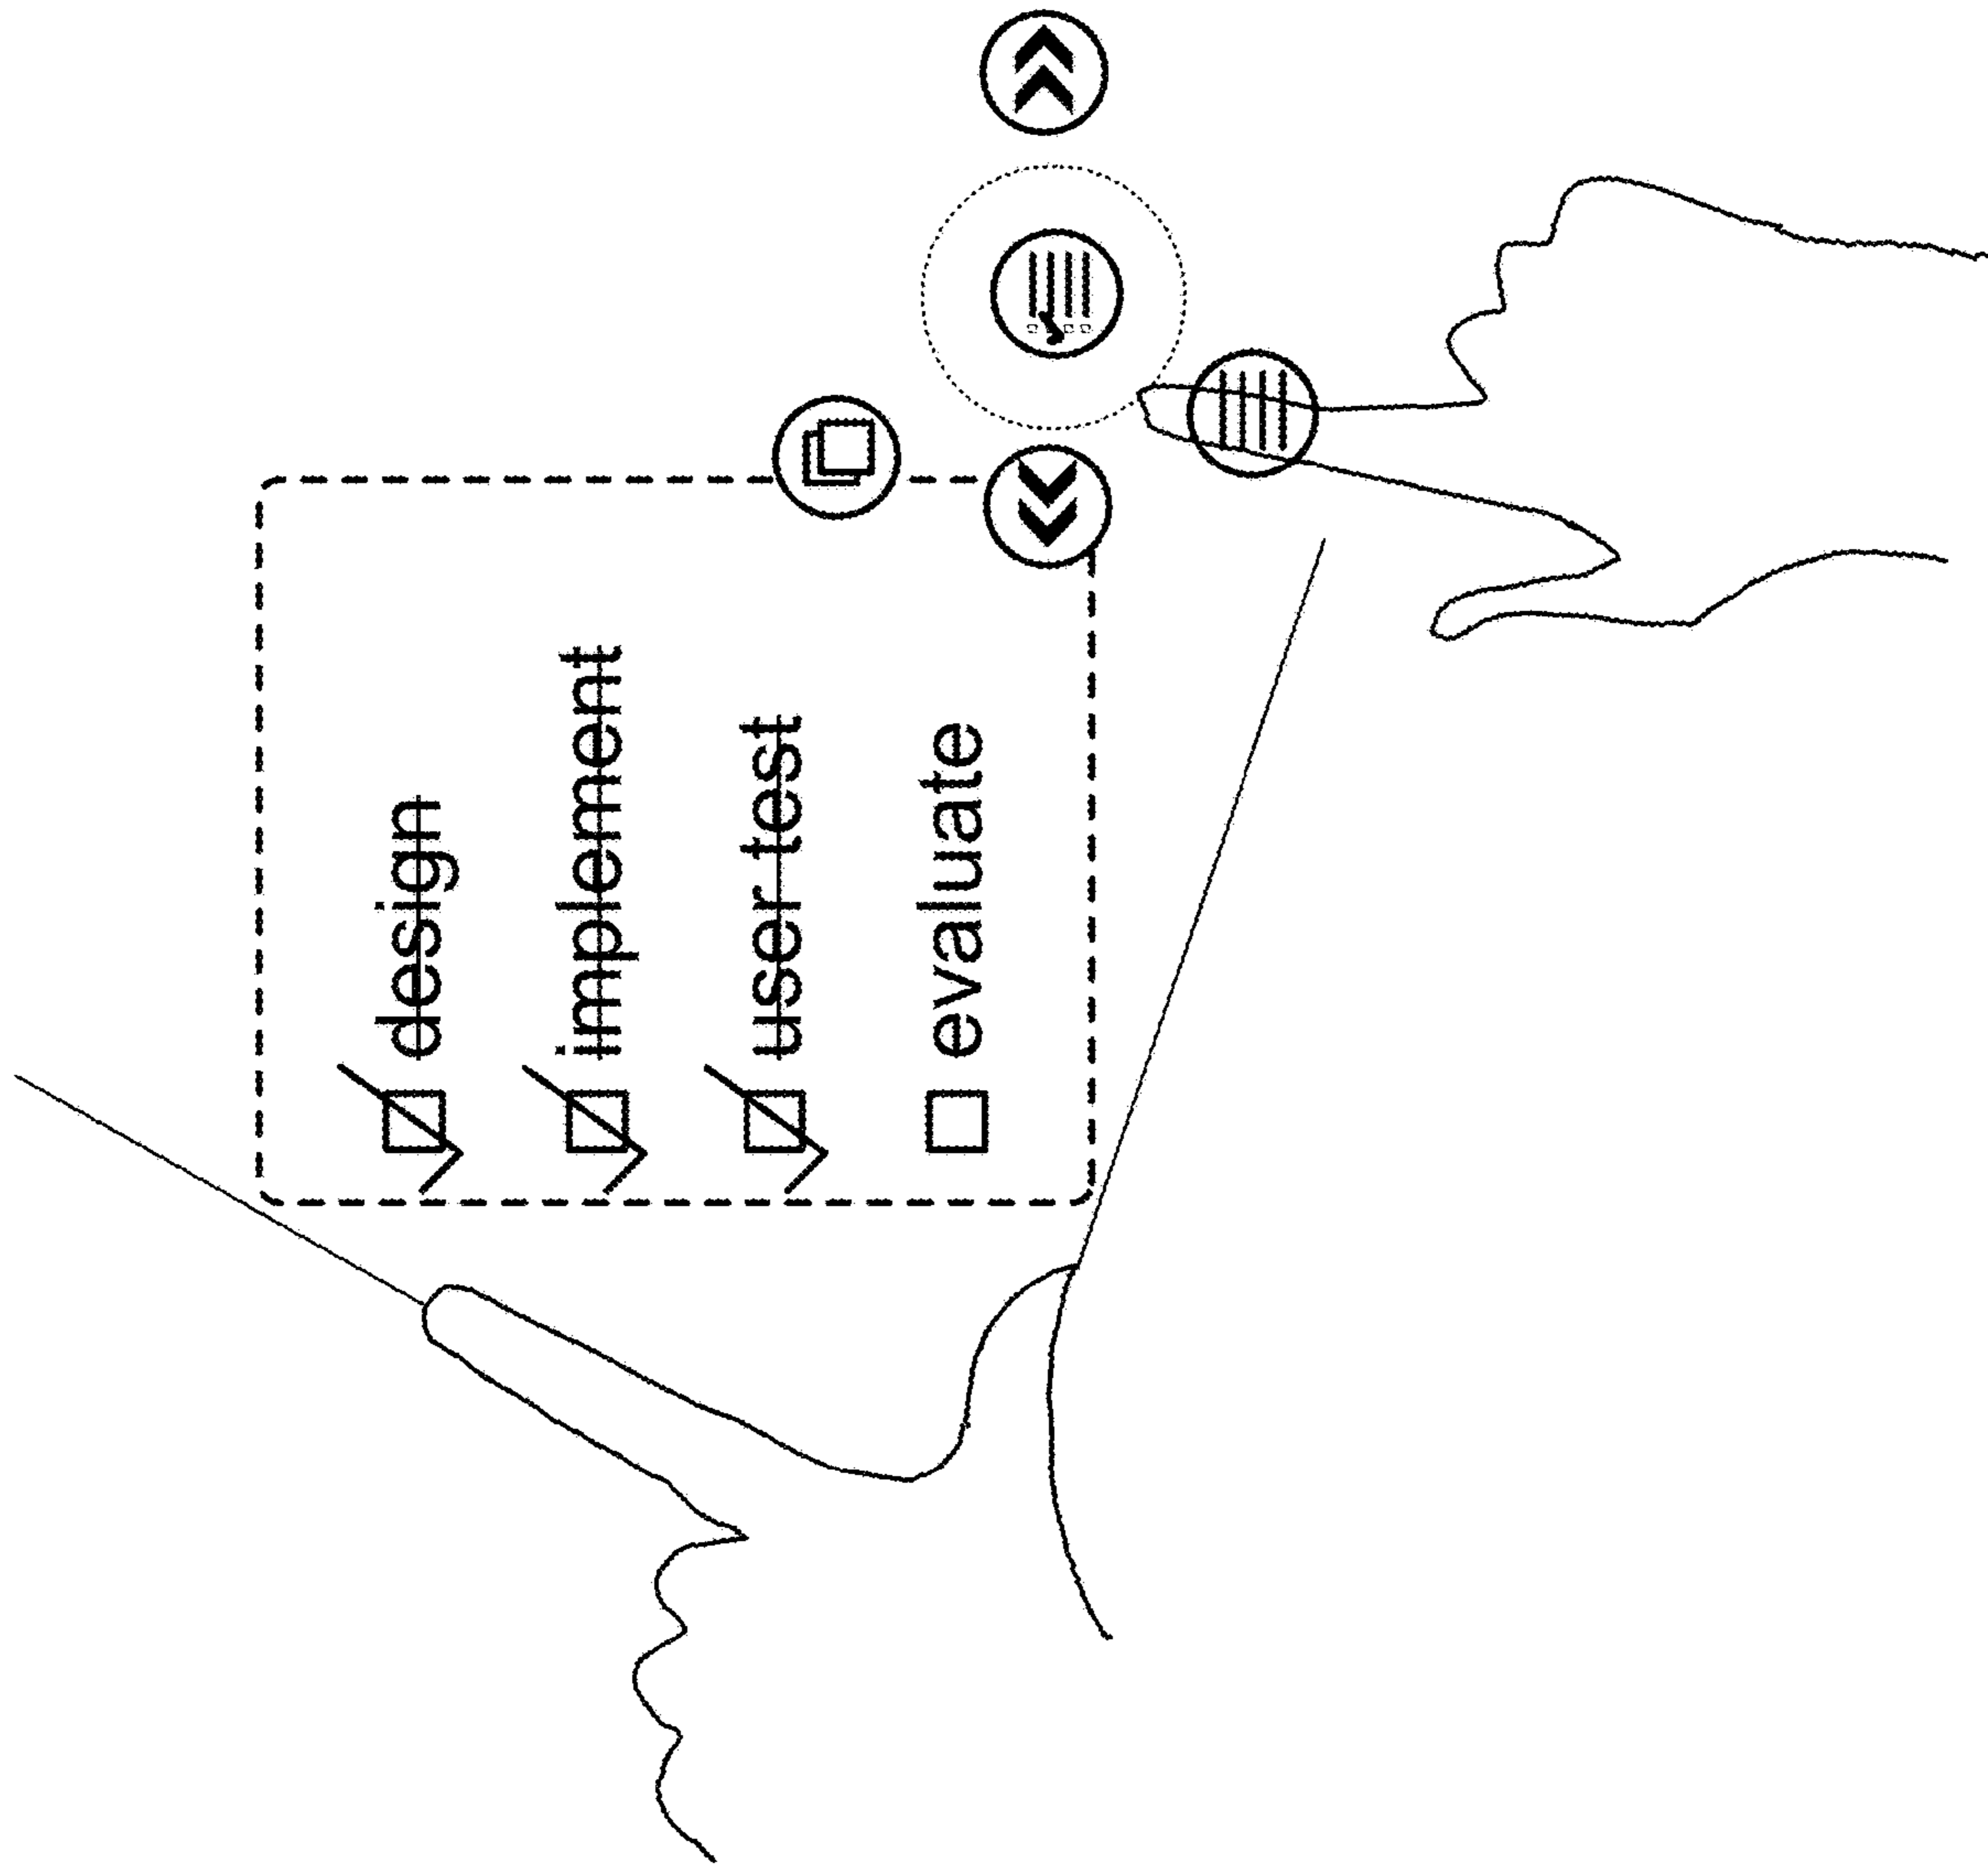 design
implement
user test
evaluate